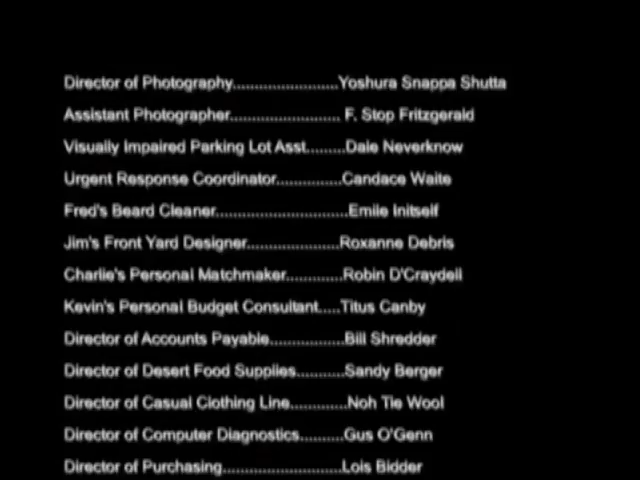 Director of Photography.......................Yoshura Snappa Shutta
Assistant Photographer........................ F. Stop Fritzgerald
Visually Impaired Parking Lot Asst.........Dale Neverknow
Urgent Response Coordinator..............Candace Waite
Fred's Beard Cleaner.............................Emile Initself
Jim's Front Yard Designer....................Roxanne Debris
Charlie's Personal Matchmaker............Robin D'Craydell
Kevin's Personal Budget Consultant.....Titus Canby
Director of Accounts Payable................Bill Shredder
Director of Desert Food Supplies...........Sandy Berger
Director of Casual Clothing Line............Noh Tie Wool
Director of Computer Diagnostics.........Gus O'Genn
Director of Purchasing..........................Lois Bidder